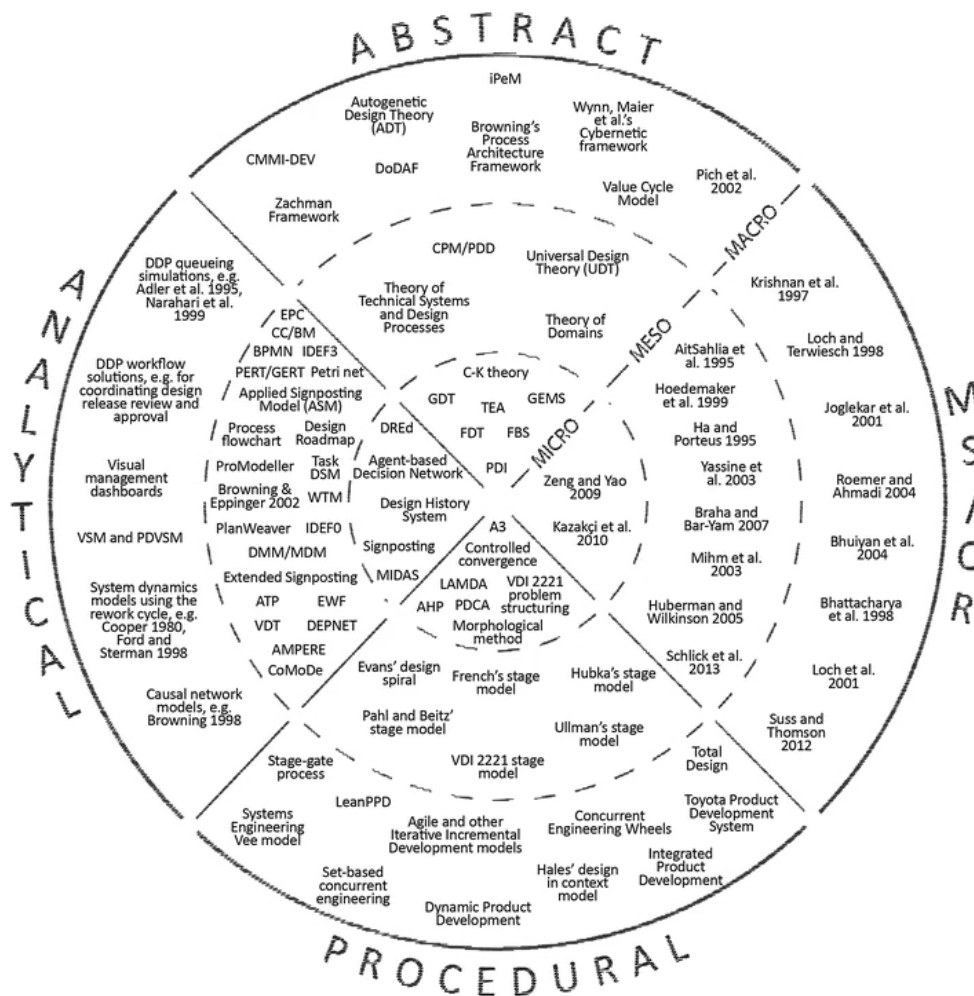 ABSTRACT
iPeM
Autogenetic
Design Theory
(ADT)
Wynn, Maier
et al.'s
Cybernetic
framework
Browning's
Process
Architecture
Framework
CMMI-DEV
DoDAF
Pich et al.
2002
Value Cycle
Model
Zachman
Framework
MACRO
CPM/PDD
Universal Design
Theory (UDT)
Theory of
Technical Systems
and Design
Processes
Theory of
Domains
MESO
C-K theory
GDT
TEA
GEMS
FDT
FBS
PDI
MICRO
ANALYTICAL
DDP queueing
simulations, e.g.
Adler et al. 1995,
Narahari et al.
1999
DDP workflow
solutions, e.g. for
coordinating design
release review and
approval
Visual
management
dashboards
VSM and PDVSM
System dynamics
models using the
rework cycle, e.g.
Cooper 1980,
Ford and
Sterman 1998
Causal network
models, e.g.
Browning 1998
EPC
CC/BM
BPMN IDEF3
PERT/GERT Petri net
Applied Signposting
Model (ASM)
Process
flowchart
Design
Roadmap
ProModeller
Task
DSM
Browning &
Eppinger 2002
WTM
PlanWeaver
IDEF0
DMM/MDM
Extended Signposting
ATP
EWF
VDT
DEPNET
AMPERE
CoMoDe
DREd
Agent-based
Decision Network
Design History
System
Signposting
MIDAS
MSACR
Krishnan et al.
1997
Loch and
Terwiesch 1998
Joglekar et al.
2001
Roemer and
Ahmadi 2004
Bhuiyan et al.
2004
Bhattacharya
et al. 1998
Loch et al.
2001
Suss and
Thomson
2012
AitSahlia et
al. 1995
Hoedemaker
et al. 1999
Ha and
Porteus 1995
Yassine et
al. 2003
Braha and
Bar-Yam 2007
Mihm et al.
2003
Huberman and
Wilkinson 2005
Schlick et al.
2013
Zeng and Yao
2009
Kazakçi et al.
2010
A3
Controlled
convergence
LAMDA
VDI 2221
problem
structuring
AHP
PDCA
Morphological
method
Evans' design
spiral
French's stage
model
Hubka's stage
model
Pahl and Beitz'
stage model
Ullman's stage
model
VDI 2221 stage
model
Total
Design
Stage-gate
process
LeanPPD
Systems
Engineering
Vee model
Agile and other
Iterative Incremental
Development models
Concurrent
Engineering Wheels
Toyota Product
Development
System
Set-based
concurrent
engineering
Hales' design
in context
model
Integrated
Product
Development
Dynamic Product
Development
PROCEDURAL